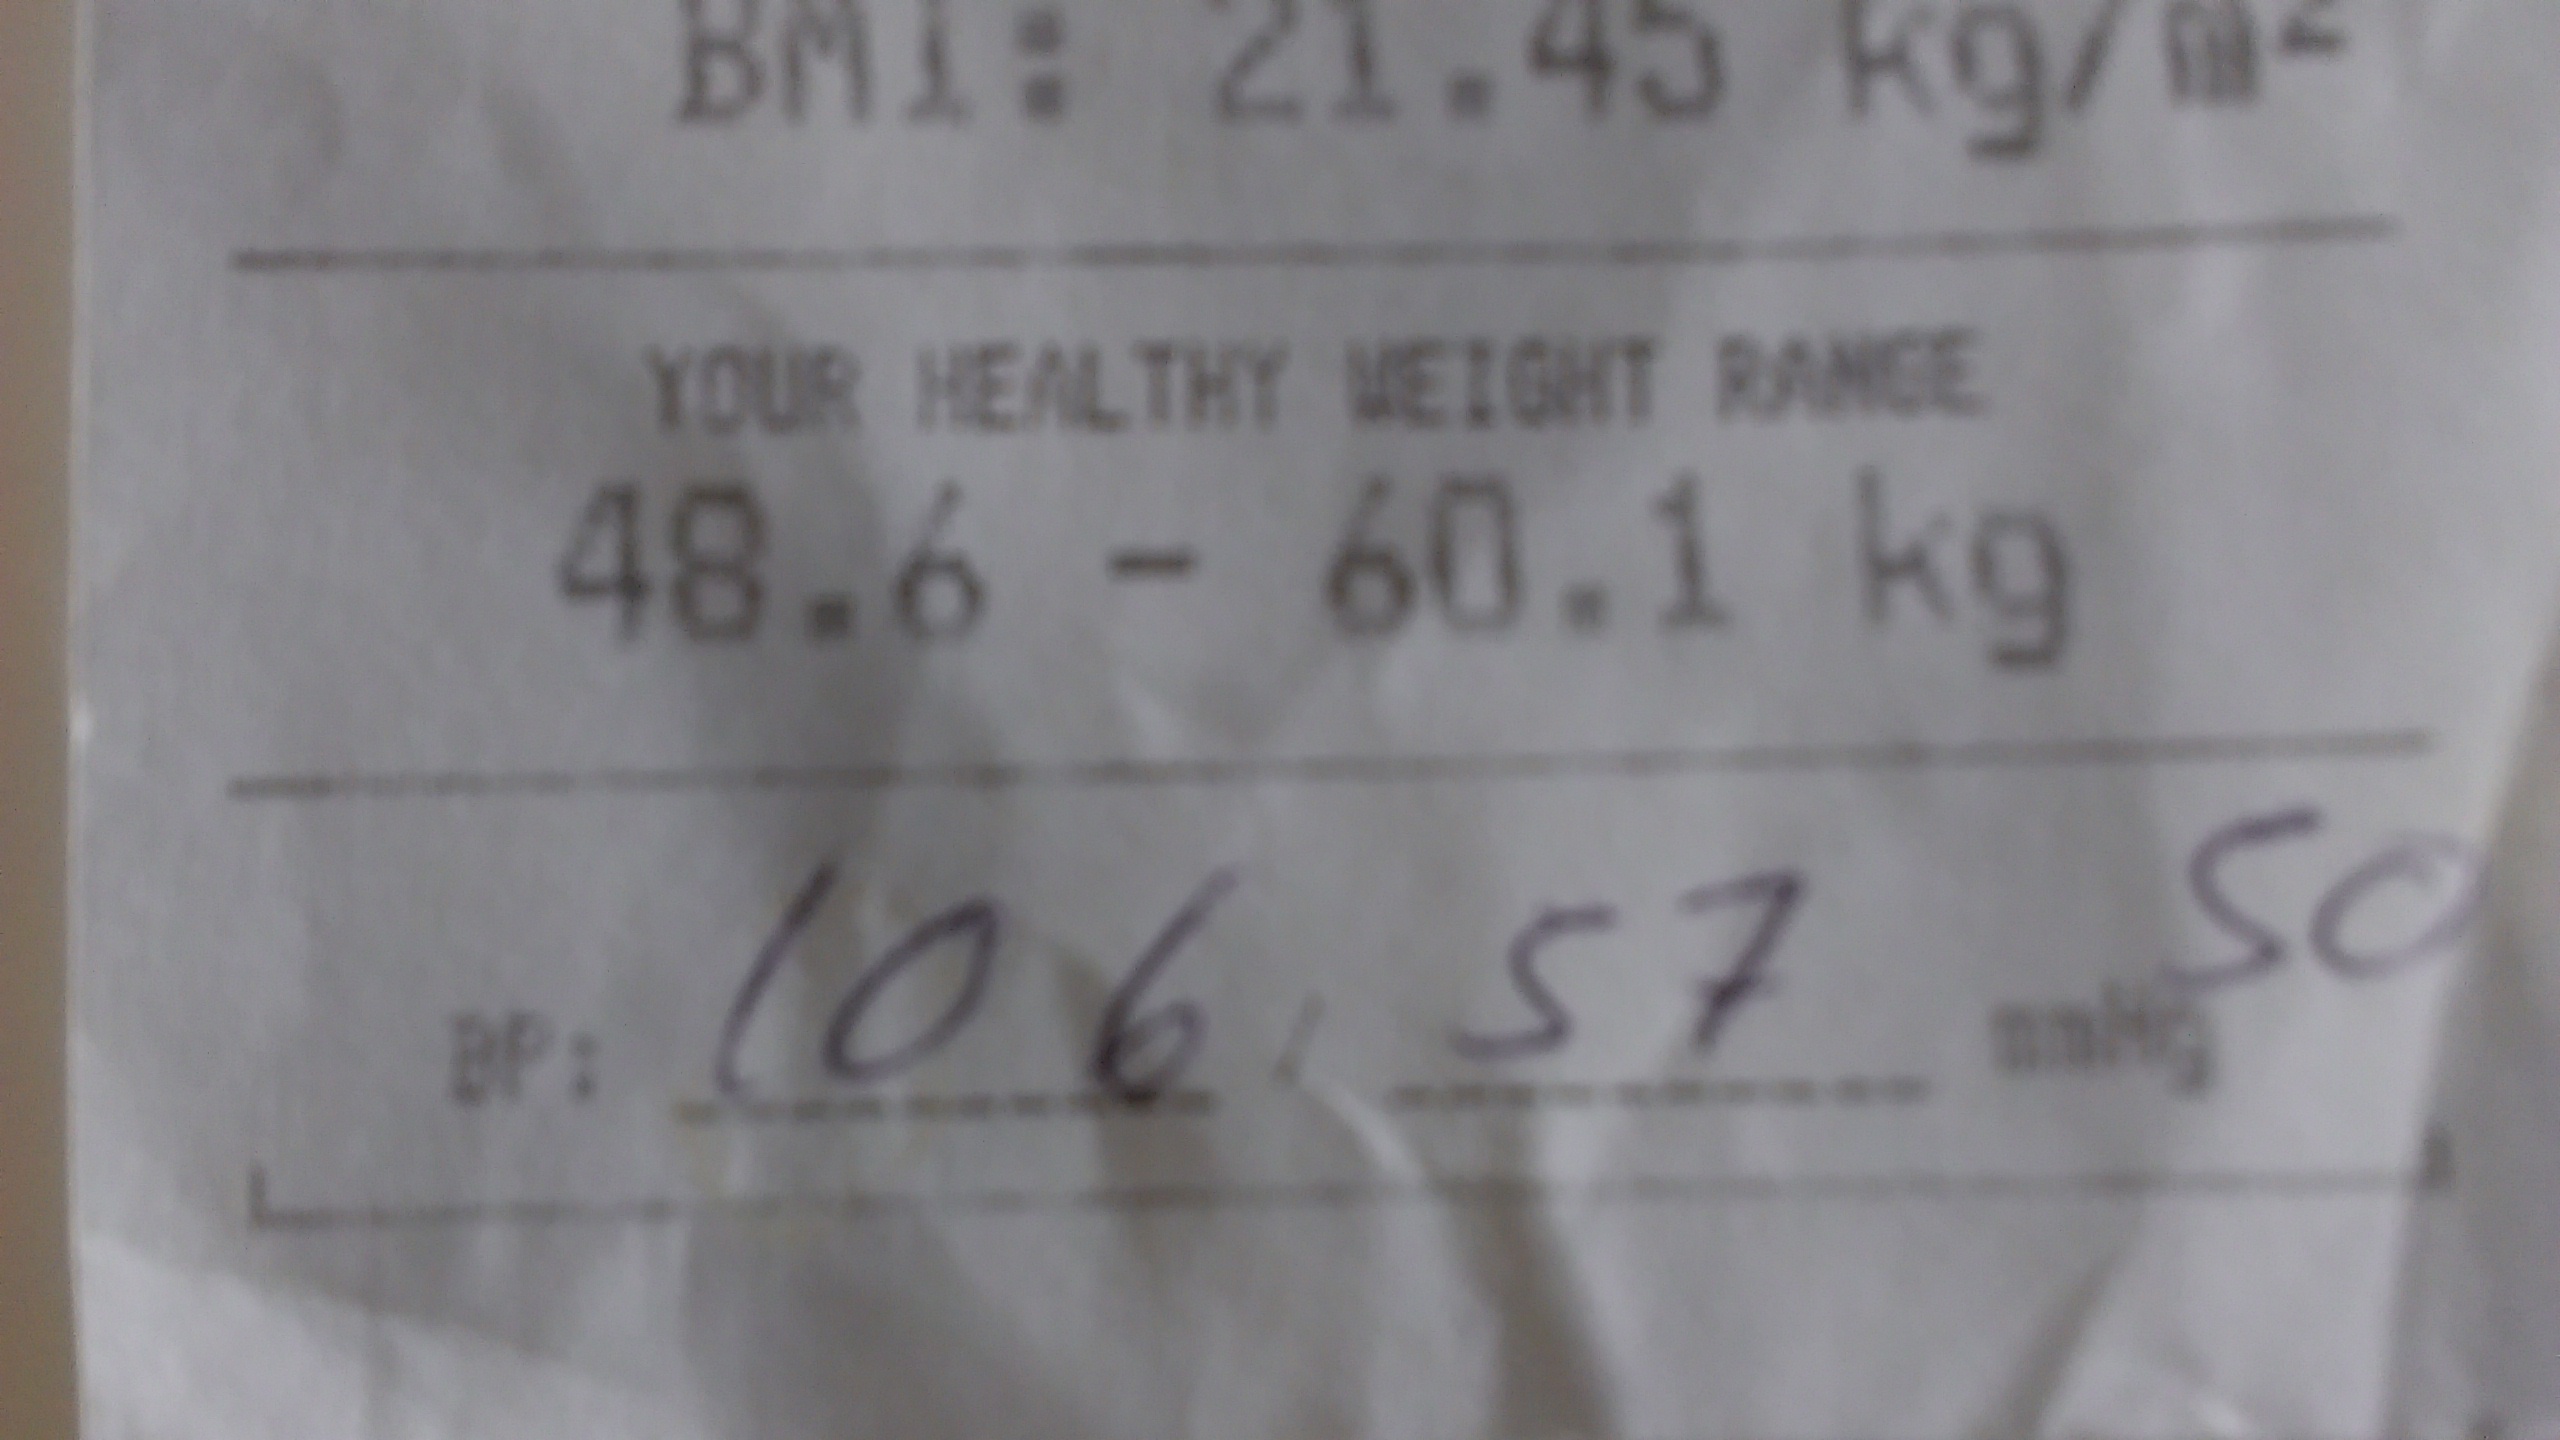 BMI: 21.45 kg/m²
YOUR HEALTHY WEIGHT RANGE
48.6 - 60.1 kg
50
BP: 106 / 57 mmHg